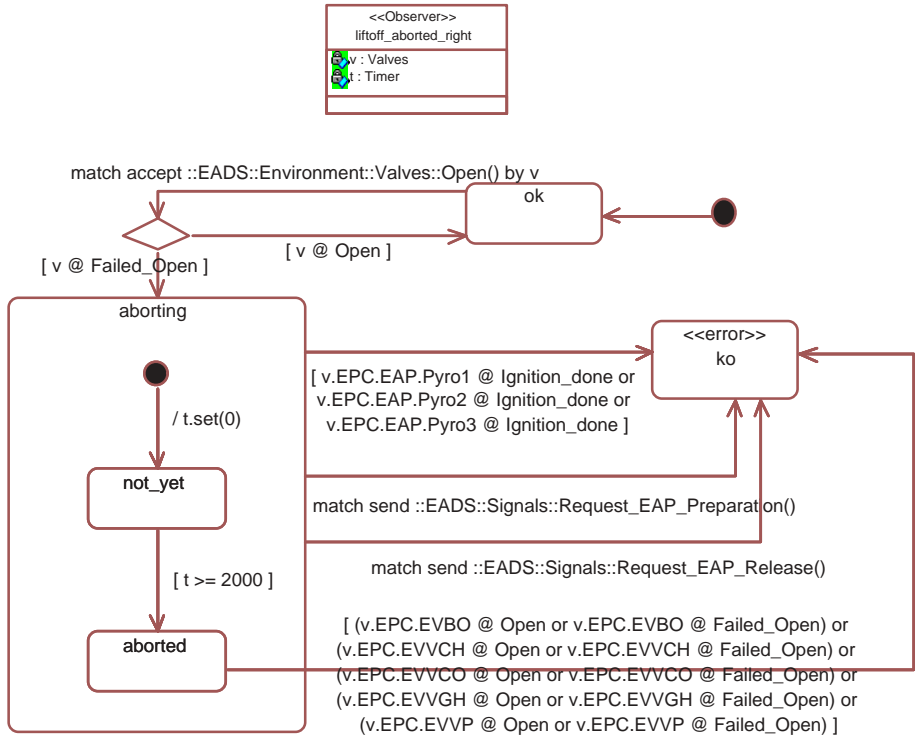 <<Observer>>
liftoff_aborted_right
v : Valves
t : Timer
match accept ::EADS::Environment::Valves::Open() by v
ok
[ v @ Open ]
[ v @ Failed_Open ]
aborting
<<error>>
ko
[ v.EPC.EAP.Pyro1 @ Ignition_done or
v.EPC.EAP.Pyro2 @ Ignition_done or
v.EPC.EAP.Pyro3 @ Ignition_done ]
/ t.set(0)
not_yet
match send ::EADS::Signals::Request_EAP_Preparation()
match send ::EADS::Signals::Request_EAP_Release()
[ t >= 2000 ]
aborted
[ (v.EPC.EVBO @ Open or v.EPC.EVBO @ Failed_Open) or
(v.EPC.EVVCH @ Open or v.EPC.EVVCH @ Failed_Open) or
(v.EPC.EVVCO @ Open or v.EPC.EVVCO @ Failed_Open) or
(v.EPC.EVVGH @ Open or v.EPC.EVVGH @ Failed_Open) or
(v.EPC.EVVP @ Open or v.EPC.EVVP @ Failed_Open) ]